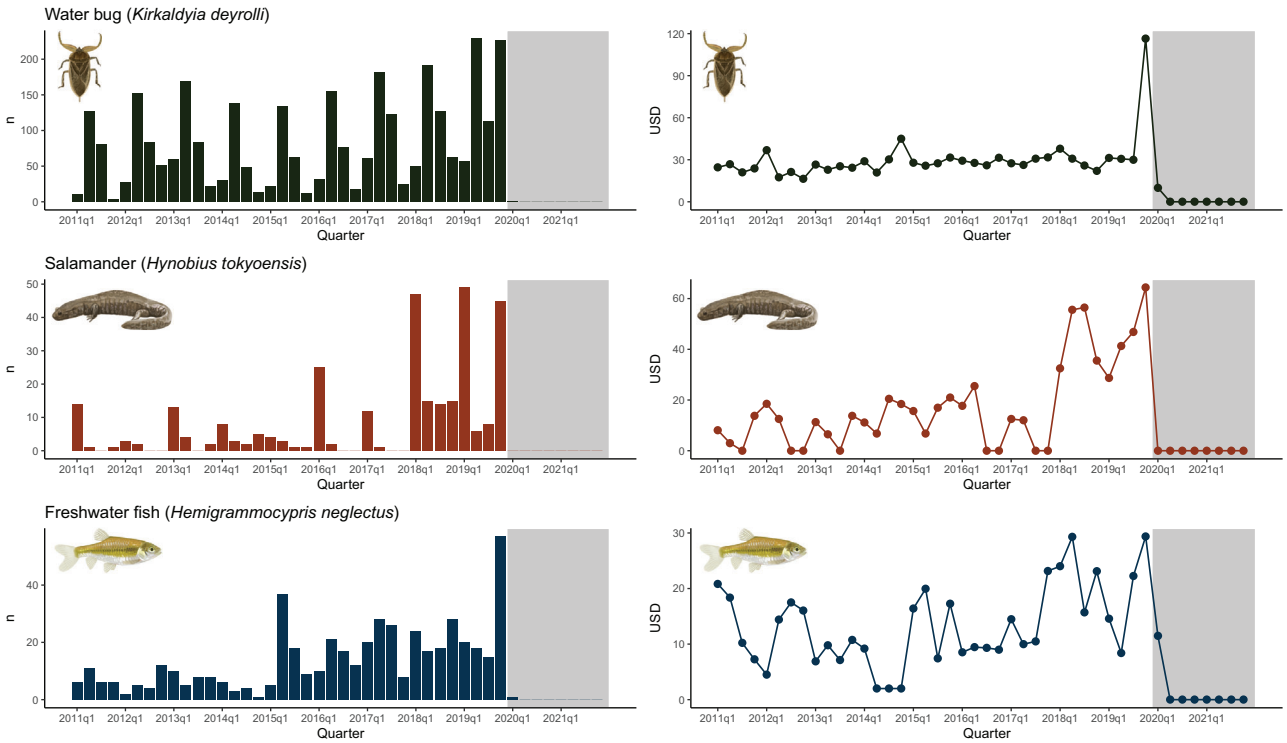 Water bug (Kirkaldyia deyrolli)
n
200
150
100
50
0
2011q1 2012q1 2013q1 2014q1 2015q1 2016q1 2017q1 2018q1 2019q1 2020q1 2021q1
Quarter
USD
120
90
60
30
0
2011q1 2012q1 2013q1 2014q1 2015q1 2016q1 2017q1 2018q1 2019q1 2020q1 2021q1
Quarter
Salamander (Hynobius tokyoensis)
n
50
40
30
20
10
0
2011q1 2012q1 2013q1 2014q1 2015q1 2016q1 2017q1 2018q1 2019q1 2020q1 2021q1
Quarter
USD
60
40
20
0
2011q1 2012q1 2013q1 2014q1 2015q1 2016q1 2017q1 2018q1 2019q1 2020q1 2021q1
Quarter
Freshwater fish (Hemigrammocypris neglectus)
n
40
20
0
2011q1 2012q1 2013q1 2014q1 2015q1 2016q1 2017q1 2018q1 2019q1 2020q1 2021q1
Quarter
USD
30
20
10
0
2011q1 2012q1 2013q1 2014q1 2015q1 2016q1 2017q1 2018q1 2019q1 2020q1 2021q1
Quarter